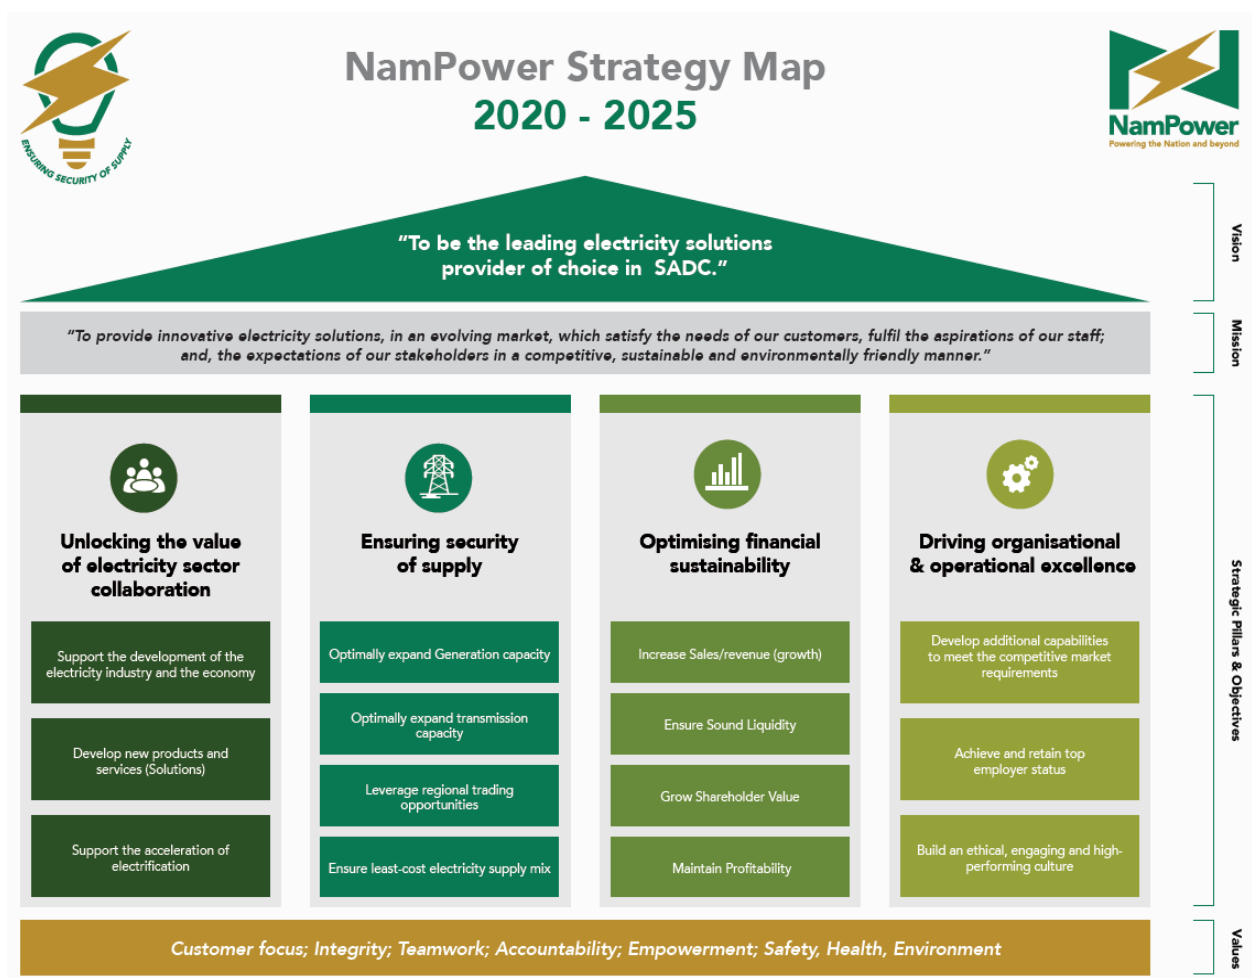 NamPower Strategy Map
2020 - 2025
ENSURING SECURITY OF SUPPLY
NamPower
Powering the Nation and beyond
“To be the leading electricity solutions
provider of choice in SADC.”
Vision
“To provide innovative electricity solutions, in an evolving market, which satisfy the needs of our customers, fulfil the aspirations of our staff;
and, the expectations of our stakeholders in a competitive, sustainable and environmentally friendly manner.”
Mission
Unlocking the value
of electricity sector
collaboration
Support the development of the
electricity industry and the economy
Develop new products and
services (Solutions)
Support the acceleration of
electrification
Ensuring security
of supply
Optimally expand Generation capacity
Optimally expand transmission
capacity
Leverage regional trading
opportunities
Ensure least-cost electricity supply mix
Optimising financial
sustainability
Increase Sales/revenue (growth)
Ensure Sound Liquidity
Grow Shareholder Value
Maintain Profitability
Driving organisational
& operational excellence
Develop additional capabilities
to meet the competitive market
requirements
Achieve and retain top
employer status
Build an ethical, engaging and high-
performing culture
Strategic Pillars & Objectives
Customer focus; Integrity; Teamwork; Accountability; Empowerment; Safety, Health, Environment
Values